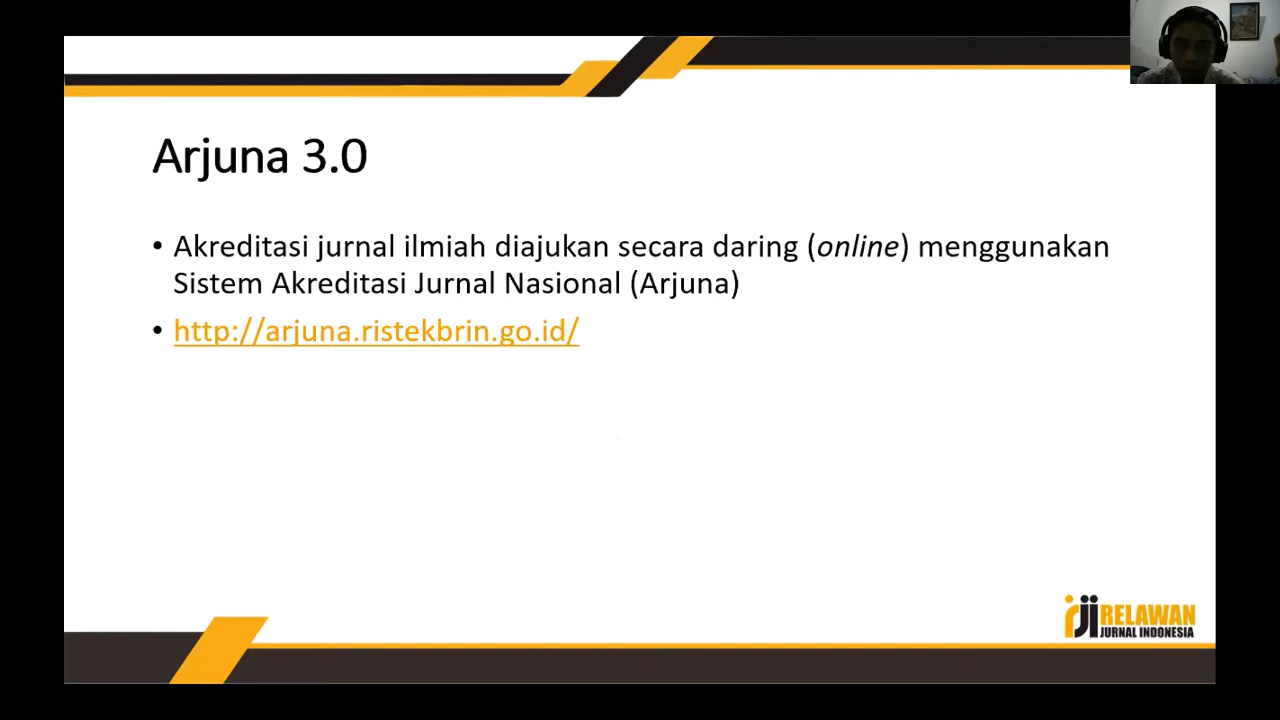 Arjuna 3.0
• Akreditasi jurnal ilmiah diajukan secara daring (online) menggunakan
Sistem Akreditasi Jurnal Nasional (Arjuna)
• http://arjuna.ristekbrin.go.id/
rji RELAWAN
JURNAL INDONESIA